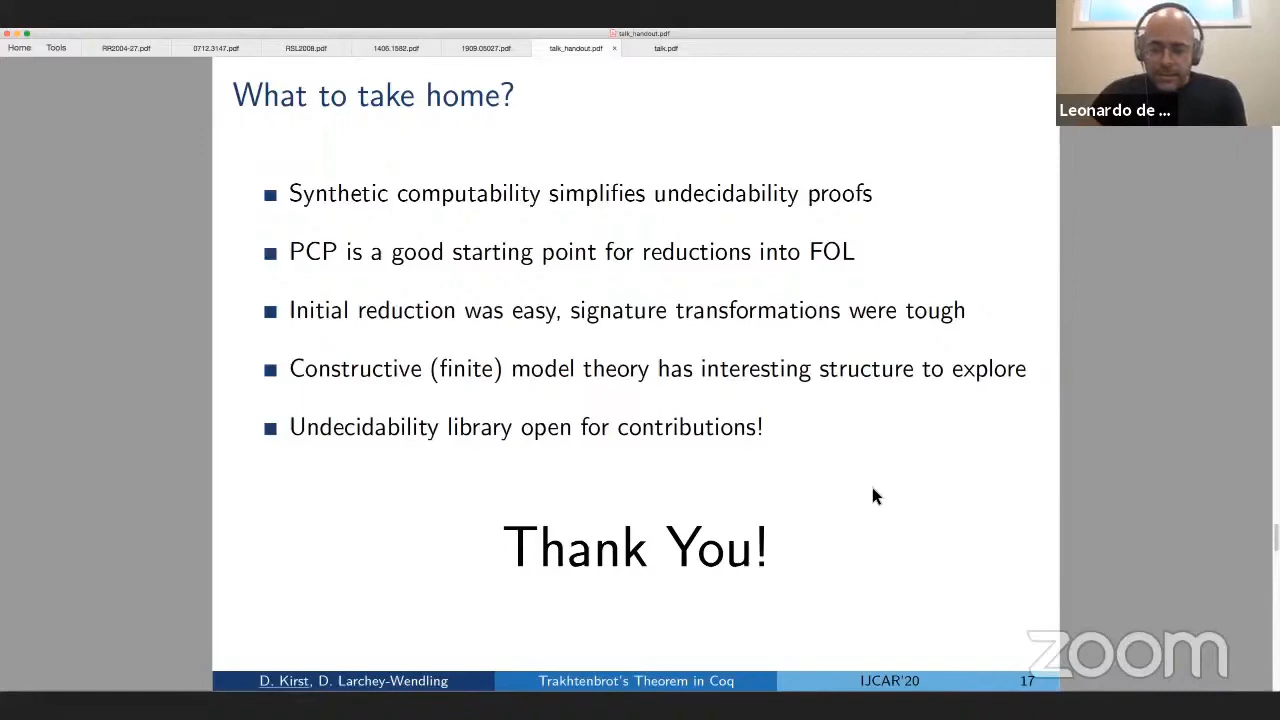 talk_handout.pdf
Home Tools RR2004-27.pdf 0712.3147.pdf RSL2008.pdf 1406.1582.pdf 1909.05027.pdf talk_handout.pdf × talk.pdf
What to take home?
Leonardo de ...
Synthetic computability simplifies undecidability proofs
PCP is a good starting point for reductions into FOL
Initial reduction was easy, signature transformations were tough
Constructive (finite) model theory has interesting structure to explore
Undecidability library open for contributions!
Thank You!
zoom
D. Kirst, D. Larchey-Wendling Trakhtenbrot's Theorem in Coq IJCAR'20 17